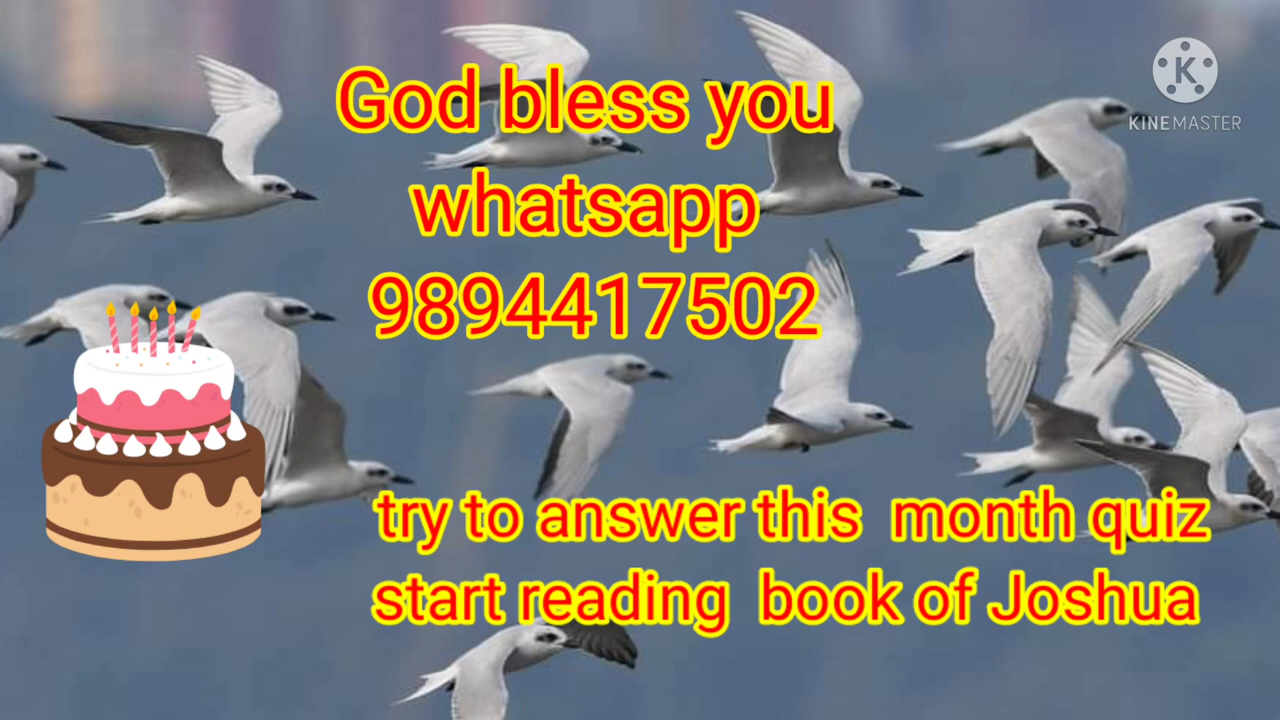 God bless you
KINEMASTER
whatsapp
9894417502
try to answer this month quiz
start reading book of Joshua